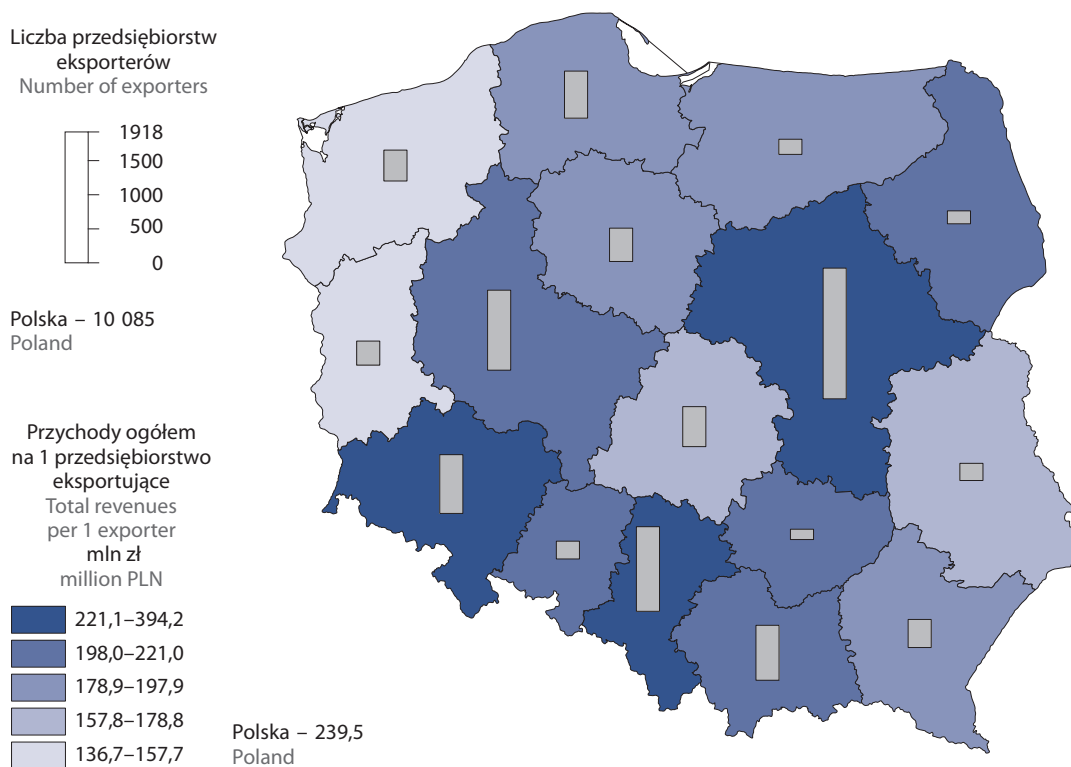 Liczba przedsiębiorstw
eksporterów
Number of exporters
1918
1500
1000
500
0
Polska – 10 085
Poland
Przychody ogółem
na 1 przedsiębiorstwo
eksportujące
Total revenues
per 1 exporter
mln zł
million PLN
221,1–394,2
198,0–221,0
178,9–197,9
157,8–178,8
136,7–157,7
Polska – 239,5
Poland